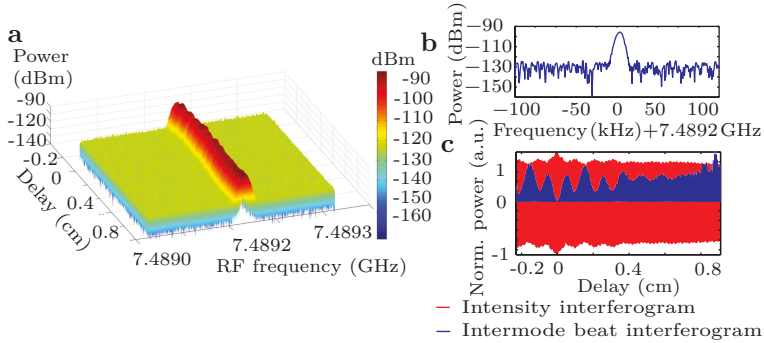 a
Power
(dBm)
-90
-110
-140
-0.2
0
0.4
0.8
Delay (cm)
7.4890
7.4892
7.4893
RF frequency (GHz)
dBm
-90
-100
-110
-120
-130
-140
-150
-160
b
Power (dBm)
-90
-110
-130
-150
-100
-50
0
50
100
Frequency (kHz) + 7.4892 GHz
c
Norm. power (a.u.)
1
0
-1
-0.2
0
0.4
0.8
Delay (cm)
Intensity interferogram
Intermode beat interferogram